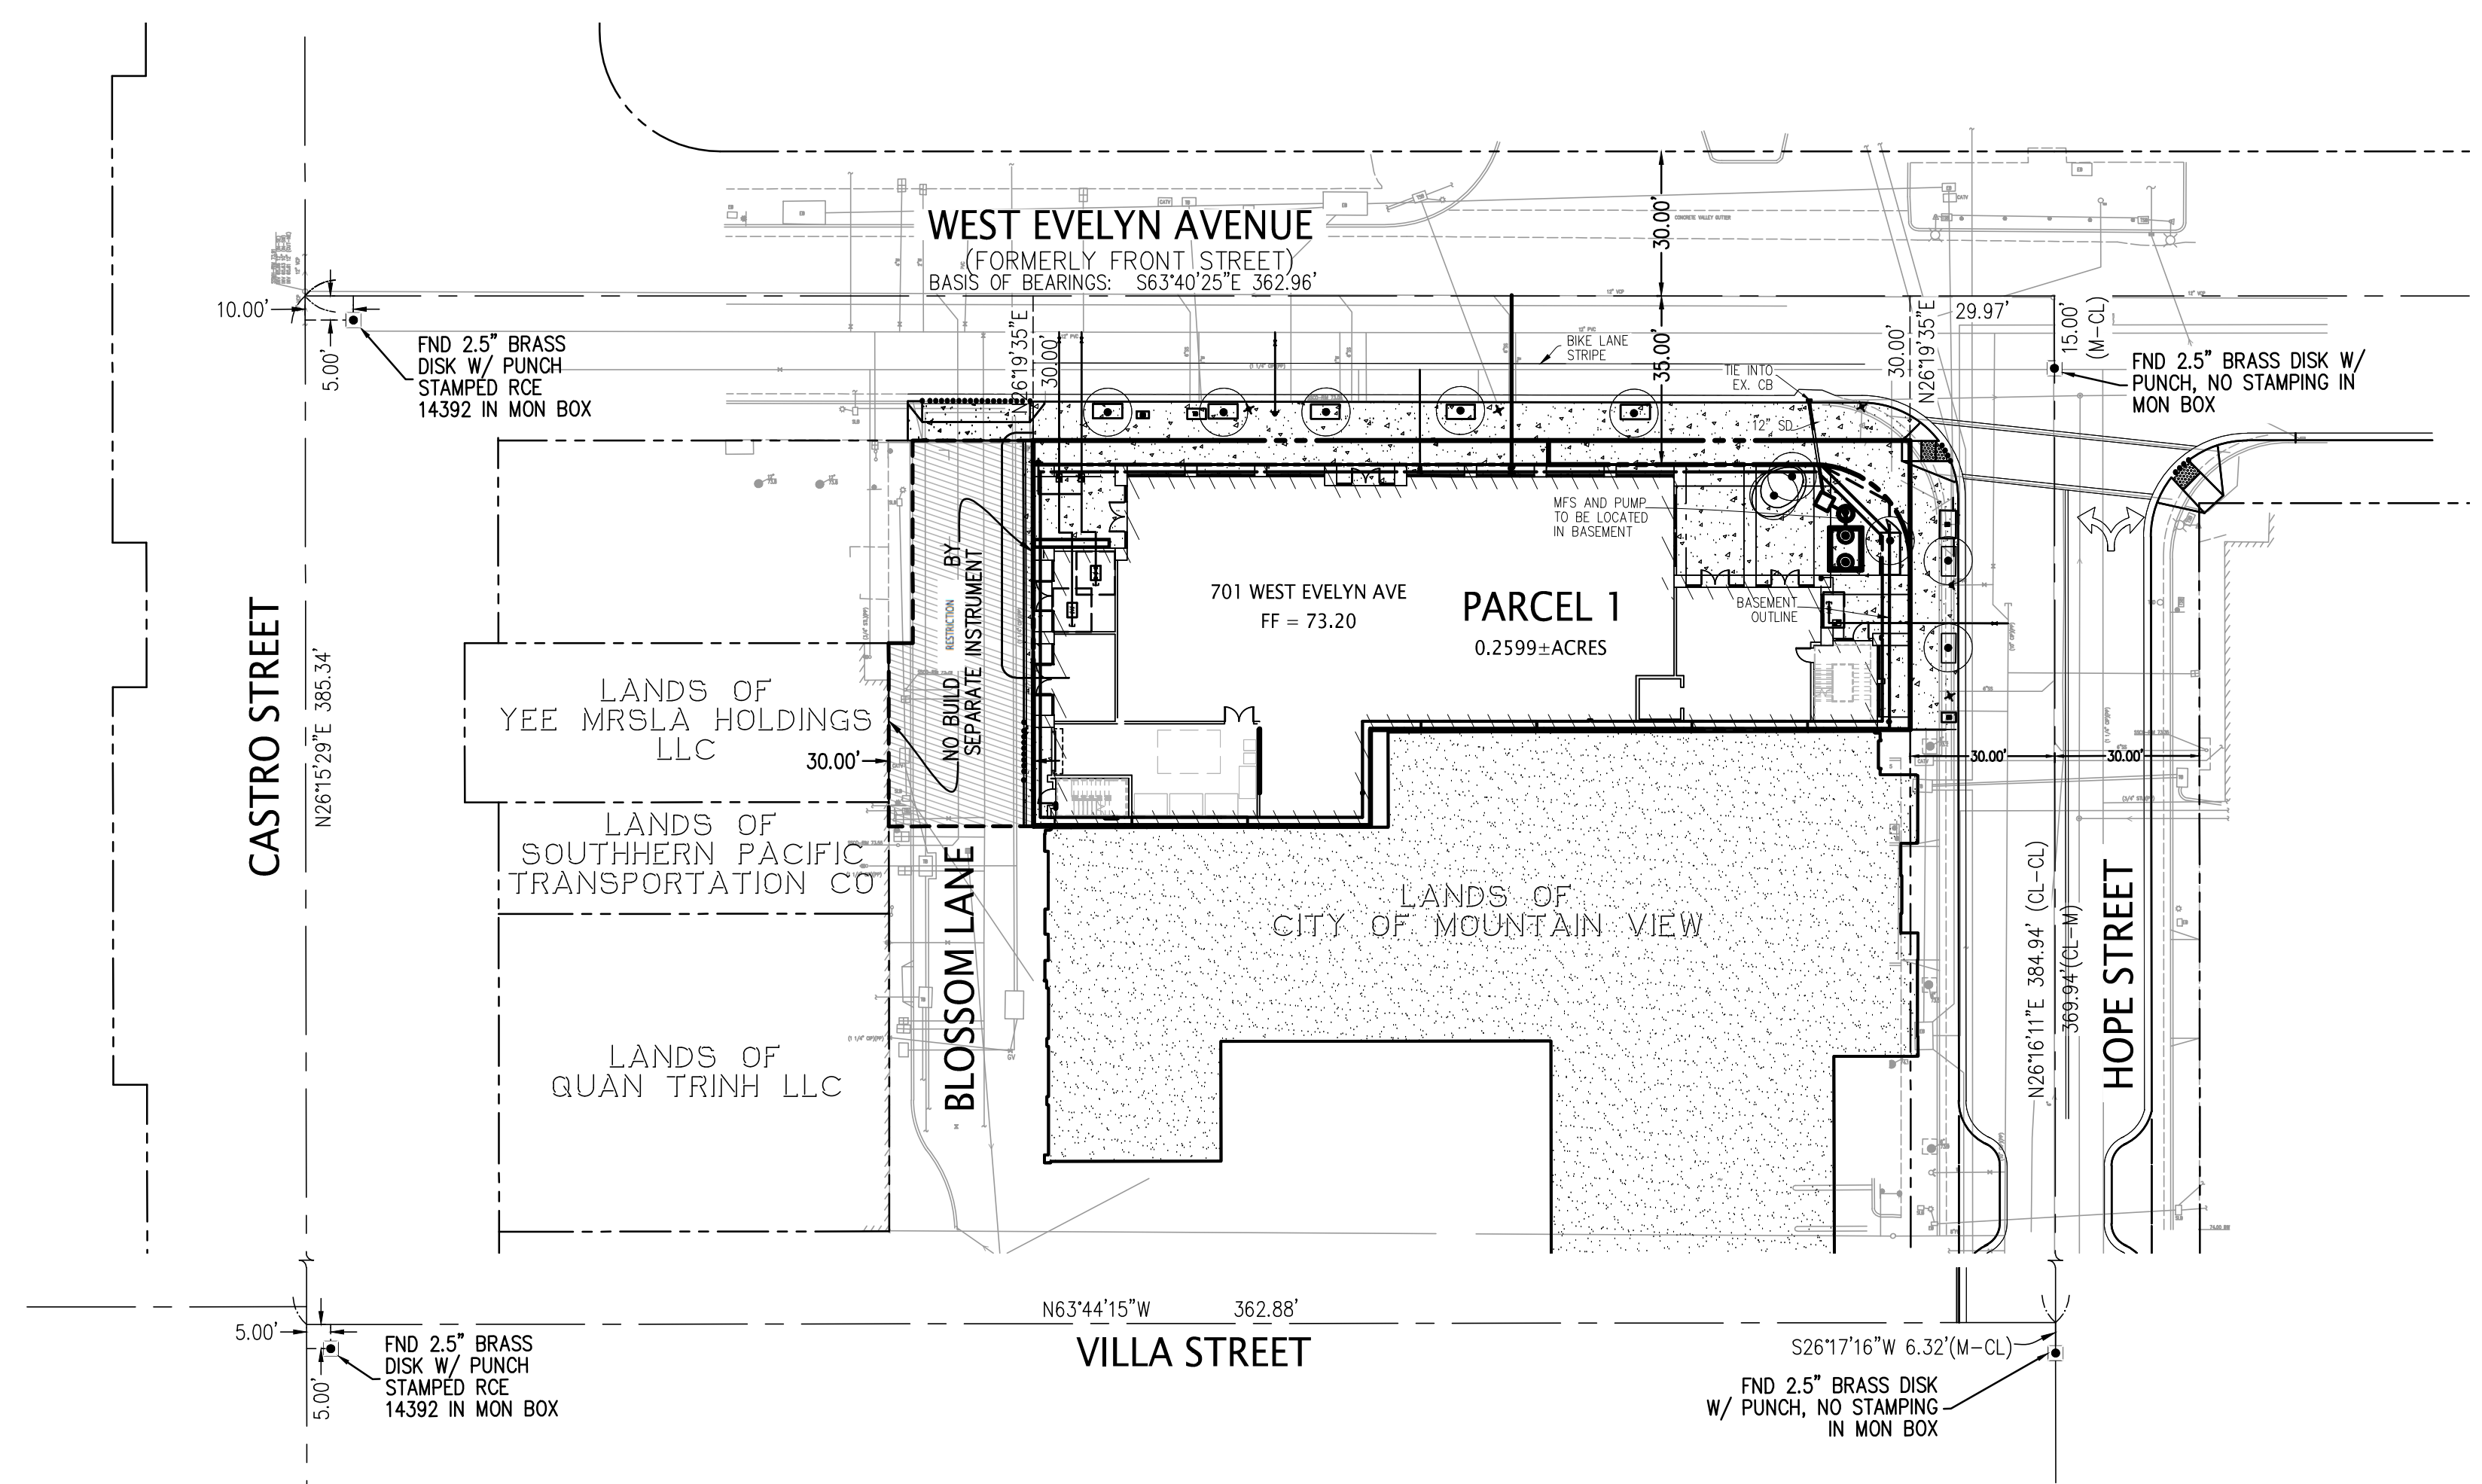 WEST EVELYN AVENUE
(FORMERLY FRONT STREET)
BASIS OF BEARINGS: S63°40'25"E 362.96'
10.00'
5.00'
FND 2.5" BRASS
DISK W/ PUNCH
STAMPED RCE
14392 IN MON BOX
N26°19'35"E
30.00'
30.00'
35.00'
BIKE LANE
STRIPE
TIE INTO
EX. CB
12" SD
30.00'
N26°19'35"E
29.97'
15.00'
(M-CL)
FND 2.5" BRASS DISK W/
PUNCH, NO STAMPING IN
MON BOX
CONCRETE VALLEY GUTTER
12" VCP
12" PVC
CATV
MFS AND PUMP
TO BE LOCATED
IN BASEMENT
701 WEST EVELYN AVE
FF = 73.20
PARCEL 1
0.2599±ACRES
BASEMENT
OUTLINE
NO BUILD RESTRICTION BY
SEPARATE INSTRUMENT
CASTRO STREET
N26°15'29"E 385.34'
LANDS OF
YEE MRSLA HOLDINGS
LLC
30.00'
LANDS OF
SOUTHHERN PACIFIC
TRANSPORTATION CO
LANDS OF
QUAN TRINH LLC
BLOSSOM LANE
LANDS OF
CITY OF MOUNTAIN VIEW
30.00'
30.00'
N26°16'11"E 384.94' (CL-CL)
369.94'(CL-M)
HOPE STREET
N63°44'15"W 362.88'
VILLA STREET
5.00'
5.00'
FND 2.5" BRASS
DISK W/ PUNCH
STAMPED RCE
14392 IN MON BOX
S26°17'16"W 6.32'(M-CL)
FND 2.5" BRASS DISK
W/ PUNCH, NO STAMPING
IN MON BOX